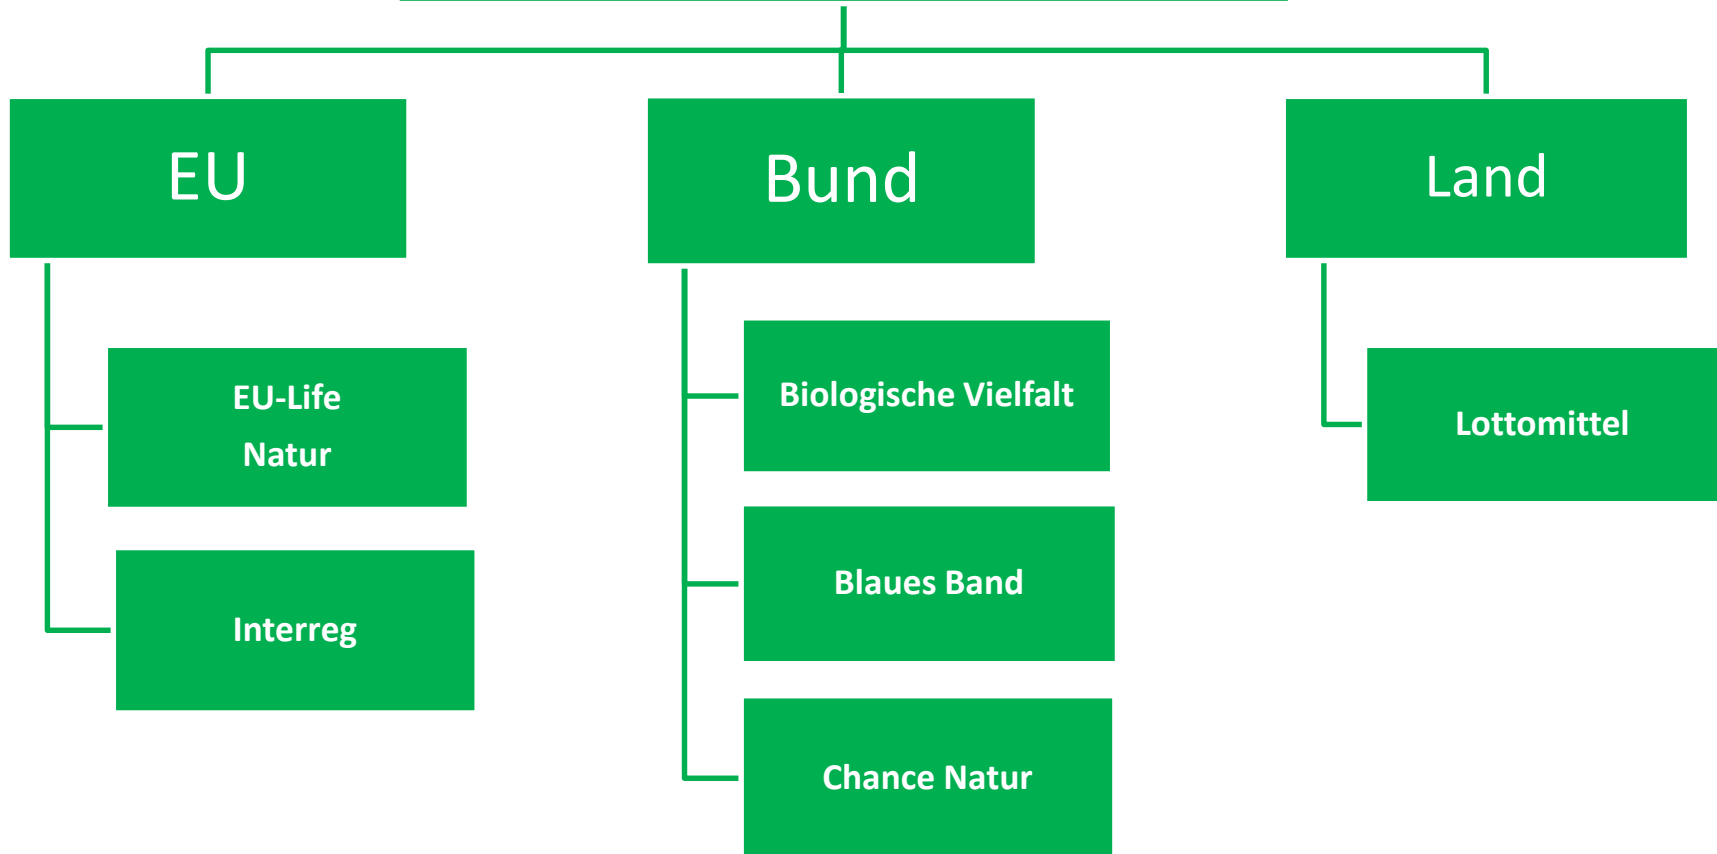 EU
EU-Life
Natur
Interreg
Bund
Biologische Vielfalt
Blaues Band
Chance Natur
Land
Lottomittel